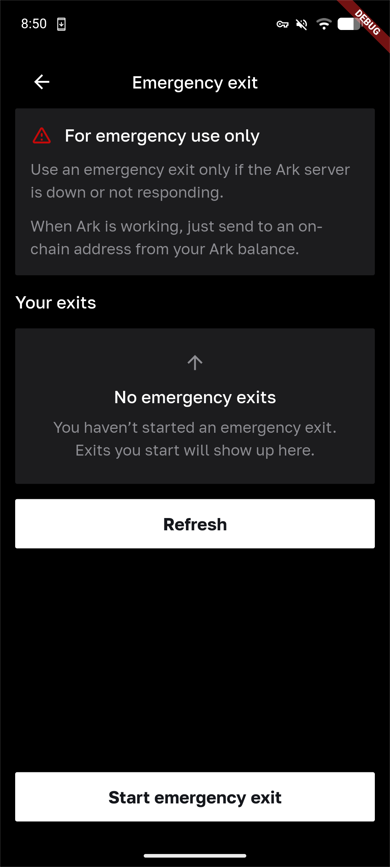 8:50
DEBUG
Emergency exit
For emergency use only
Use an emergency exit only if the Ark server
is down or not responding.
When Ark is working, just send to an on-
chain address from your Ark balance.
Your exits
No emergency exits
You haven’t started an emergency exit.
Exits you start will show up here.
Refresh
Start emergency exit